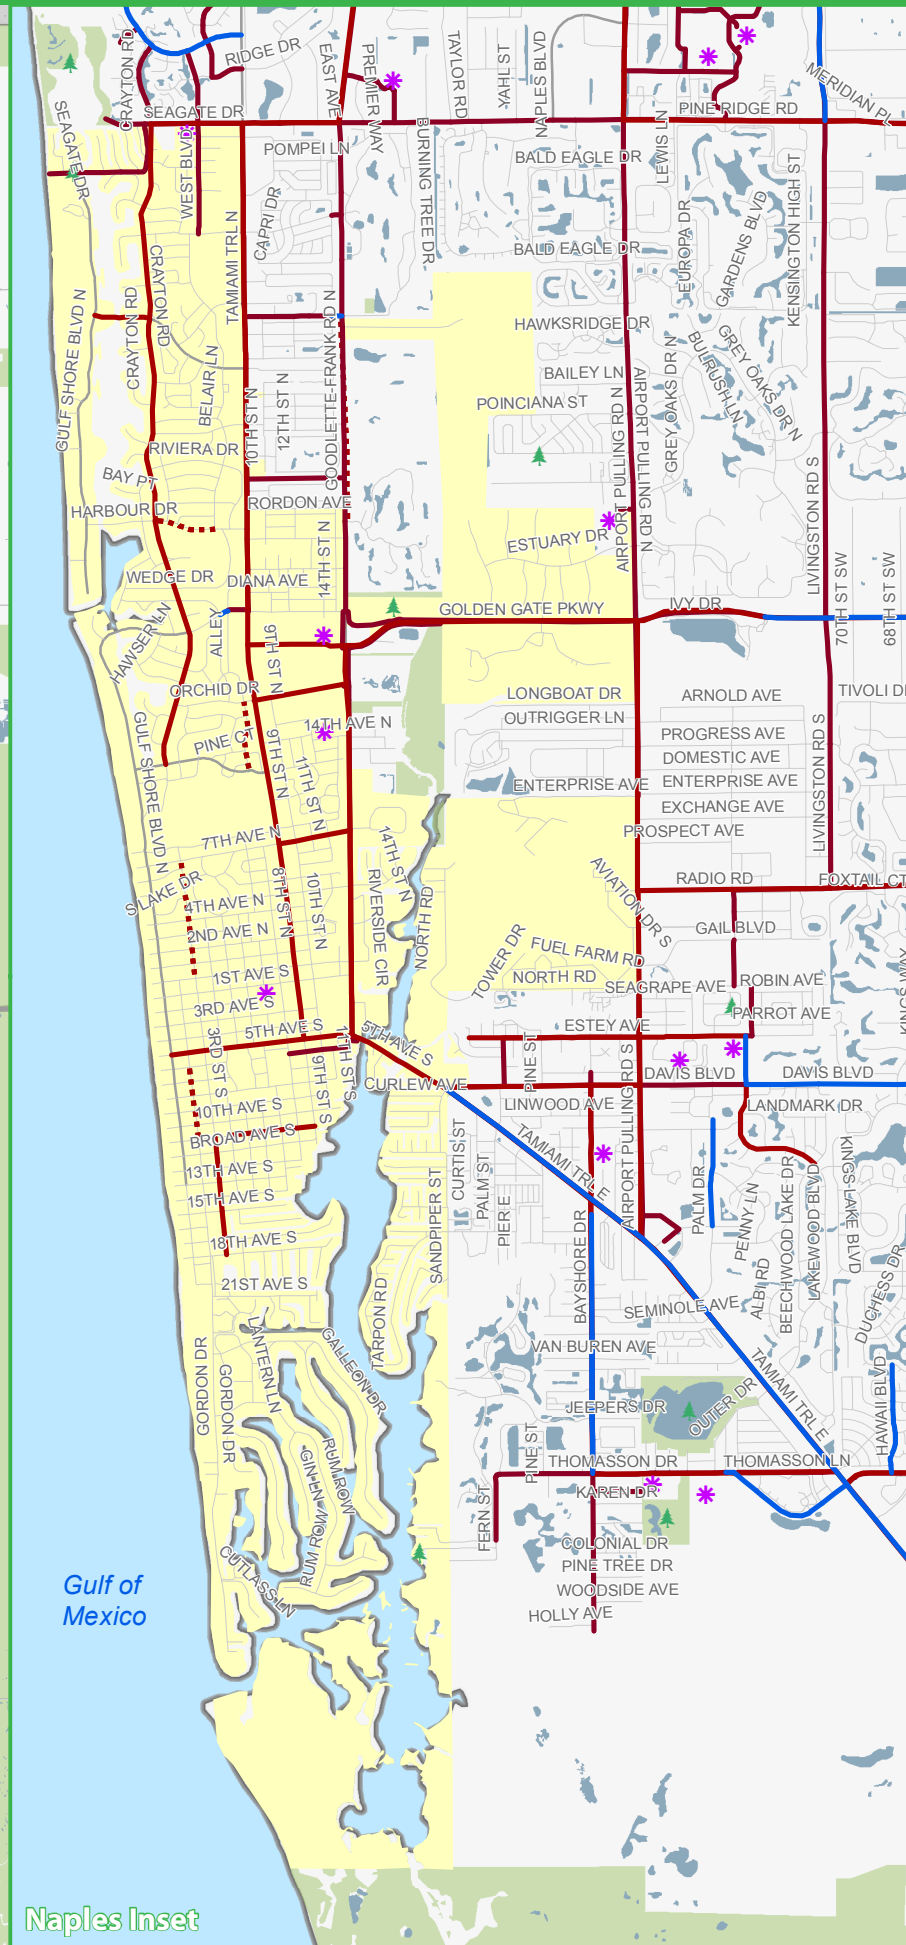 CRAYTON RD
RIDGE DR
EAST AVE
PREMIER WAY
TAYLOR RD
YAHL ST
NAPLES BLVD
MERIDIAN PL
SEAGATE DR
SEAGATE DR
PINE RIDGE RD
POMPEI LN
WEST BLVD
BURNING TREE DR
BALD EAGLE DR
LEWIS LN
KENSINGTON HIGH ST
CAPRI DR
TAMIAMI TRL N
BALD EAGLE DR
EUROPA DR
GARDENS BLVD
CRAYTON RD
CRAYTON RD
GULF SHORE BLVD N
GOODLETTE-FRANK RD N
HAWKSRIDGE DR
BELAIR LN
BAILEY LN
GREY OAKS DR N
BULRUSH LN
GREY OAKS DR N
10TH ST N
12TH ST N
POINCIANA ST
AIRPORT PULLING RD N
AIRPORT PULLING RD N
RIVIERA DR
BAY PT
RORDON AVE
HARBOUR DR
LIVINGSTON RD S
14TH ST N
ESTUARY DR
WEDGE DR
DIANA AVE
70TH ST SW
68TH ST SW
GOLDEN GATE PKWY
IVY DR
HAWSER LN
ALLEY
9TH ST N
ORCHID DR
LONGBOAT DR
ARNOLD AVE
TIVOLI D
OUTRIGGER LN
14TH AVE N
PINE CT
PROGRESS AVE
GULF SHORE BLVD N
9TH ST N
11TH ST N
DOMESTIC AVE
ENTERPRISE AVE
ENTERPRISE AVE
LIVINGSTON RD S
EXCHANGE AVE
7TH AVE N
PROSPECT AVE
14TH ST N
RADIO RD
FOXTAIL CT
S LAKE DR
4TH AVE N
8TH ST N
10TH ST N
RIVERSIDE CIR
NORTH RD
AVIATION DR S
2ND AVE N
TOWER DR
FUEL FARM RD
GAIL BLVD
1ST AVE S
NORTH RD
SEAGRAPE AVE
ROBIN AVE
KINGS WAY
3RD AVE S
PARROT AVE
5TH AVE S
5TH AVE S
ESTEY AVE
3RD ST S
9TH ST S
11TH ST S
CURLEW AVE
PINE ST
AIRPORT PULLING RD S
DAVIS BLVD
DAVIS BLVD
10TH AVE S
LINWOOD AVE
LANDMARK DR
BROAD AVE S
13TH AVE S
TAMIAMI TRL E
15TH AVE S
SANDPIPER ST
CURTIS ST
PALM ST
PIER E
BAYSHORE DR
PALM DR
PENNY LN
BEECHWOOD LAKE DR
LAKEWOOD BLVD
KINGS LAKE BLVD
18TH AVE S
21ST AVE S
TARPON RD
ALBI RD
DUCHESS DR
SEMINOLE AVE
LANTERN LN
GALLEON DR
VAN BUREN AVE
TAMIAMI TRL E
GORDON DR
GORDON DR
JEEPERS DR
OUTER DR
HAWAII BLVD
GIN LN
RUM ROW
PINE ST
THOMASSON DR
THOMASSON LN
FERN ST
KAREN DR
RUM ROW
COLONIAL DR
CUTLASS LN
PINE TREE DR
Gulf of
Mexico
WOODSIDE AVE
HOLLY AVE
Naples Inset